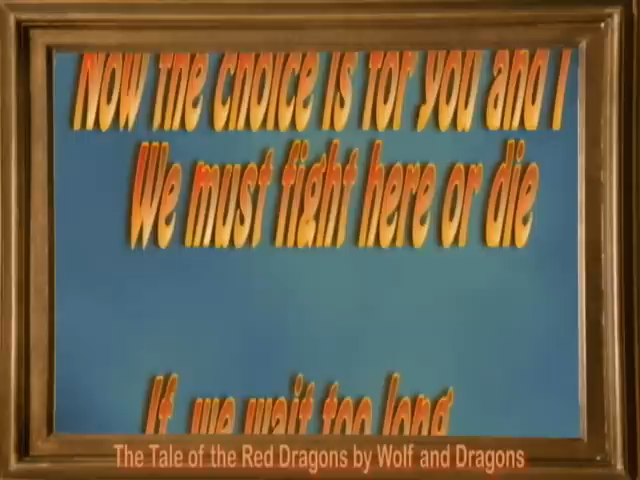 Now the choice is for you and I
We must fight here or die
If we wait too long
The Tale of the Red Dragons by Wolf and Dragons